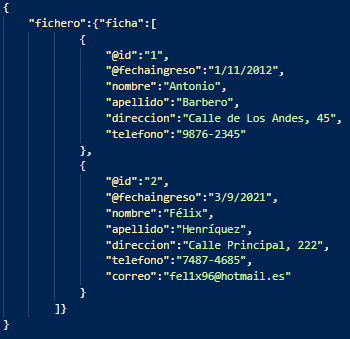 {
"fichero":{"ficha":[
{
"@id":"1",
"@fechaingreso":"1/11/2012",
"nombre":"Antonio",
"apellido":"Barbero",
"direccion":"Calle de Los Andes, 45",
"telefono":"9876-2345"
},
{
"@id":"2",
"@fechaingreso":"3/9/2021",
"nombre":"Félix",
"apellido":"Henríquez",
"direccion":"Calle Principal, 222",
"telefono":"7487-4685",
"correo":"fel1x96@hotmail.es"
}
]}
}